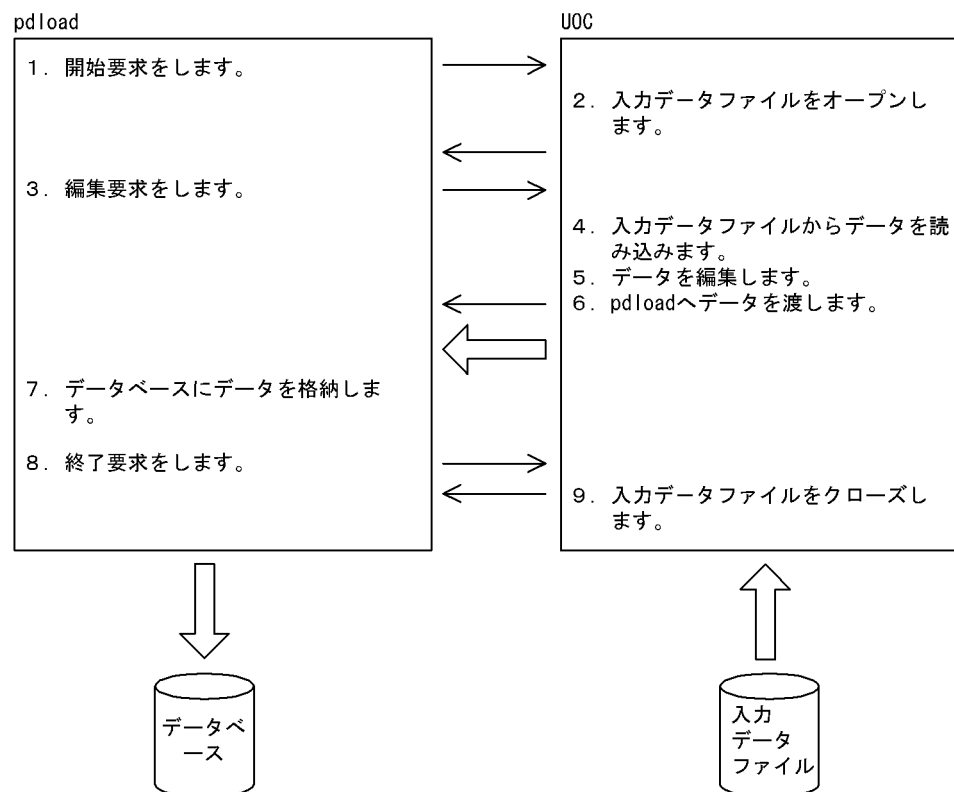 pdload
UOC
1. 開始要求をします。
2. 入力データファイルをオープンし
ます。
3. 編集要求をします。
4. 入力データファイルからデータを読
み込みます。
5. データを編集します。
6. pdloadへデータを渡します。
7. データベースにデータを格納しま
す。
8. 終了要求をします。
9. 入力データファイルをクローズし
ます。
データベ
ース
入力
データ
ファイル